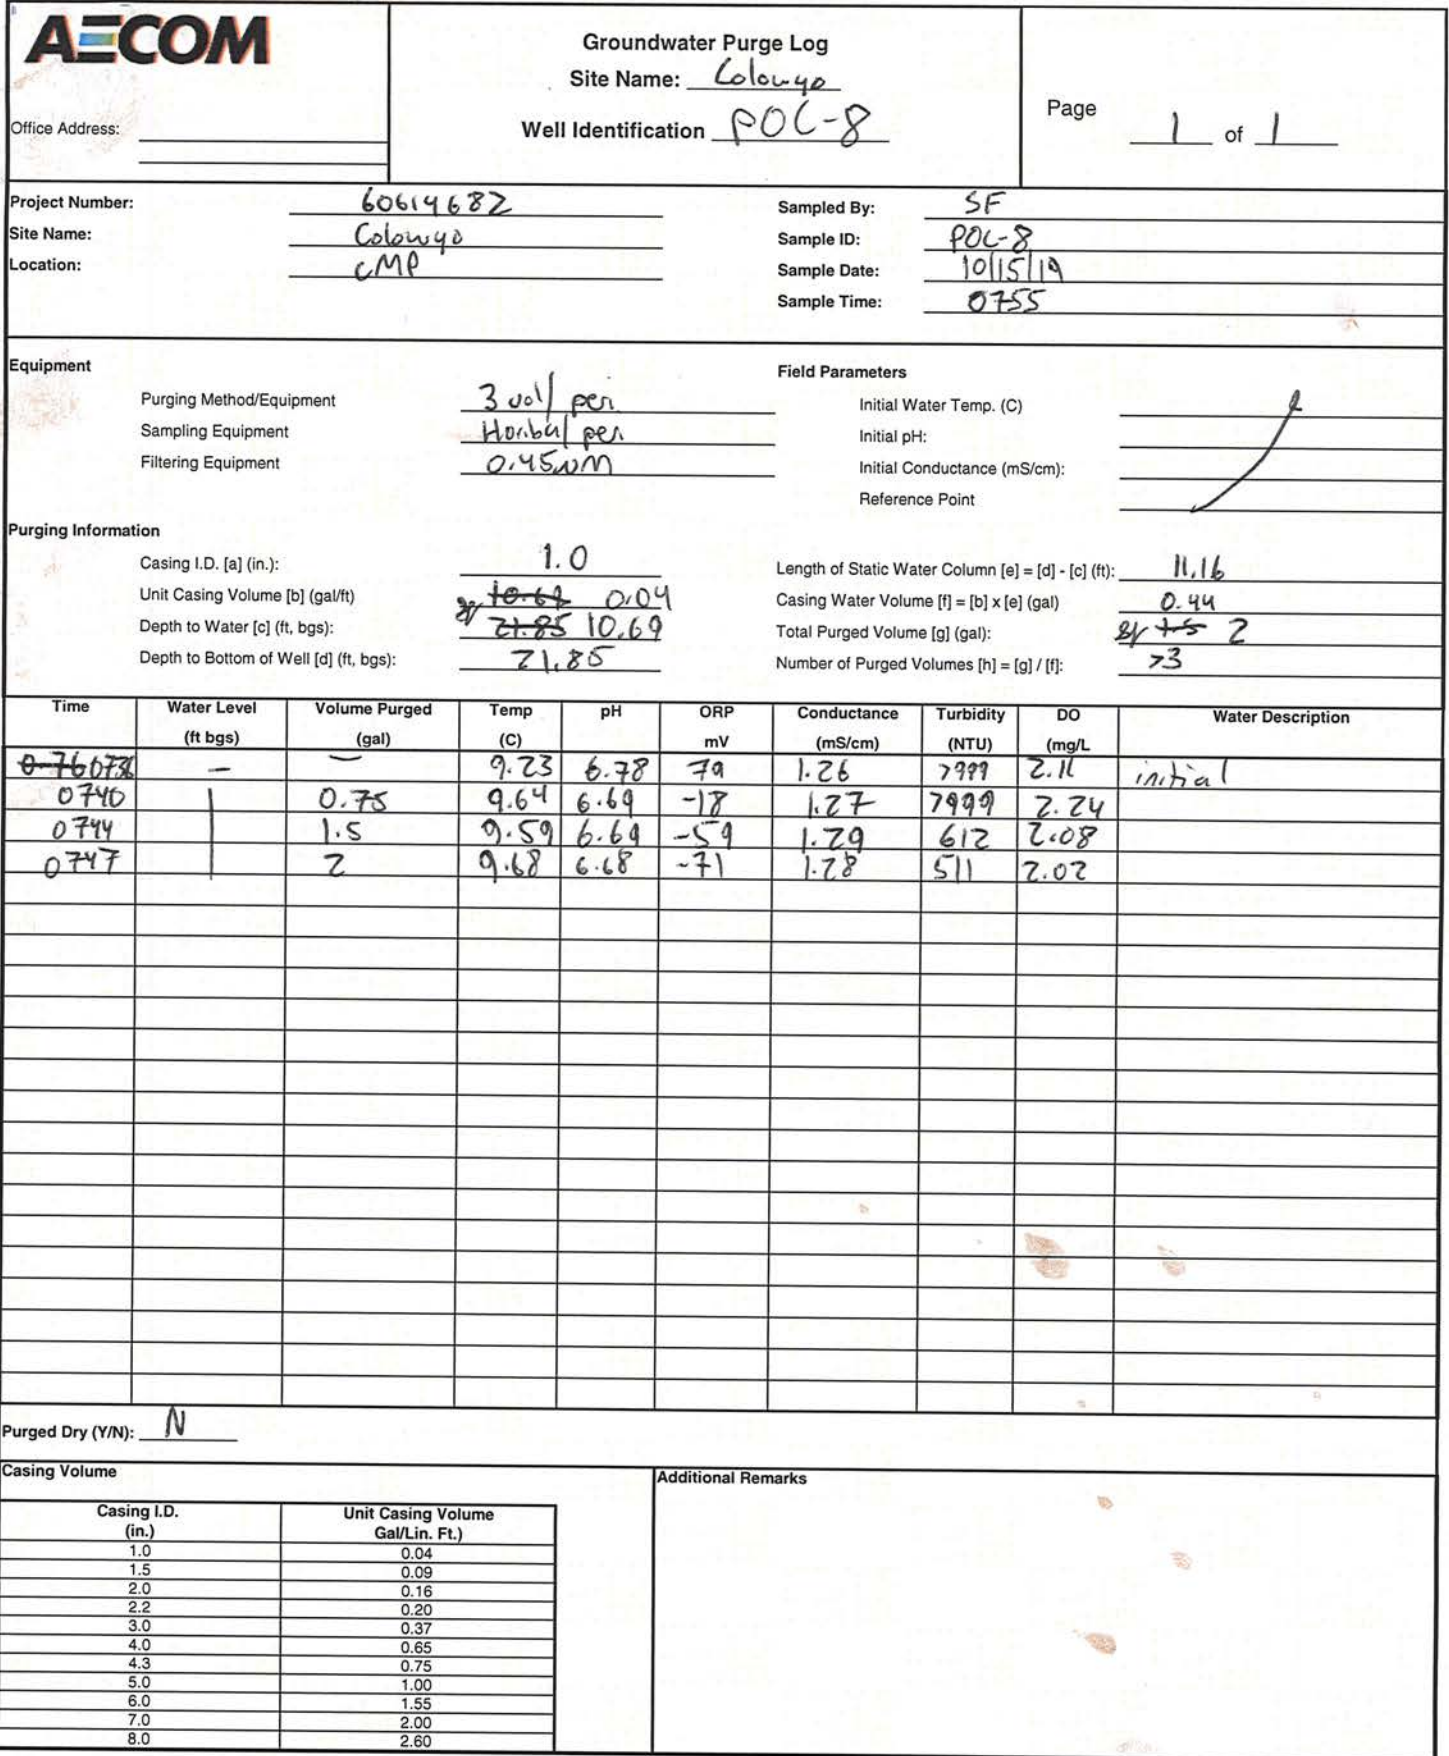 AECOM
Groundwater Purge Log
Site Name: Colowyo
Well Identification POC-8
Page 1 of 1
Office Address:
Project Number: 60614682
Site Name: Colowyo
Location: CMP
Sampled By: SF
Sample ID: POC-8
Sample Date: 10/15/19
Sample Time: 0755
Equipment
Purging Method/Equipment 3 vol/ peri
Sampling Equipment Horiba/ peri
Filtering Equipment 0.45uM
Field Parameters
Initial Water Temp. (C)
Initial pH:
Initial Conductance (mS/cm):
Reference Point
Purging Information
Casing I.D. [a] (in.): 1.0
Unit Casing Volume [b] (gal/ft) 10.69 0.04
Depth to Water [c] (ft, bgs): 21.85 10.69
Depth to Bottom of Well [d] (ft, bgs): 21.85
Length of Static Water Column [e] = [d] - [c] (ft): 11.16
Casing Water Volume [f] = [b] x [e] (gal) 0.44
Total Purged Volume [g] (gal): 1.5 2
Number of Purged Volumes [h] = [g] / [f]: >3
Time Water Level (ft bgs) Volume Purged (gal) Temp (C) pH ORP mV Conductance (mS/cm) Turbidity (NTU) DO (mg/L Water Description
0736 — — 9.23 6.78 79 1.26 >999 2.11 initial
0740 0.75 9.64 6.69 -18 1.27 >999 2.24
0744 1.5 9.59 6.69 -59 1.29 612 2.08
0747 2 9.68 6.68 -71 1.28 511 2.02
Purged Dry (Y/N): N
Casing Volume
Casing I.D. (in.) Unit Casing Volume Gal/Lin. Ft.)
1.0 0.04
1.5 0.09
2.0 0.16
2.2 0.20
3.0 0.37
4.0 0.65
4.3 0.75
5.0 1.00
6.0 1.55
7.0 2.00
8.0 2.60
Additional Remarks